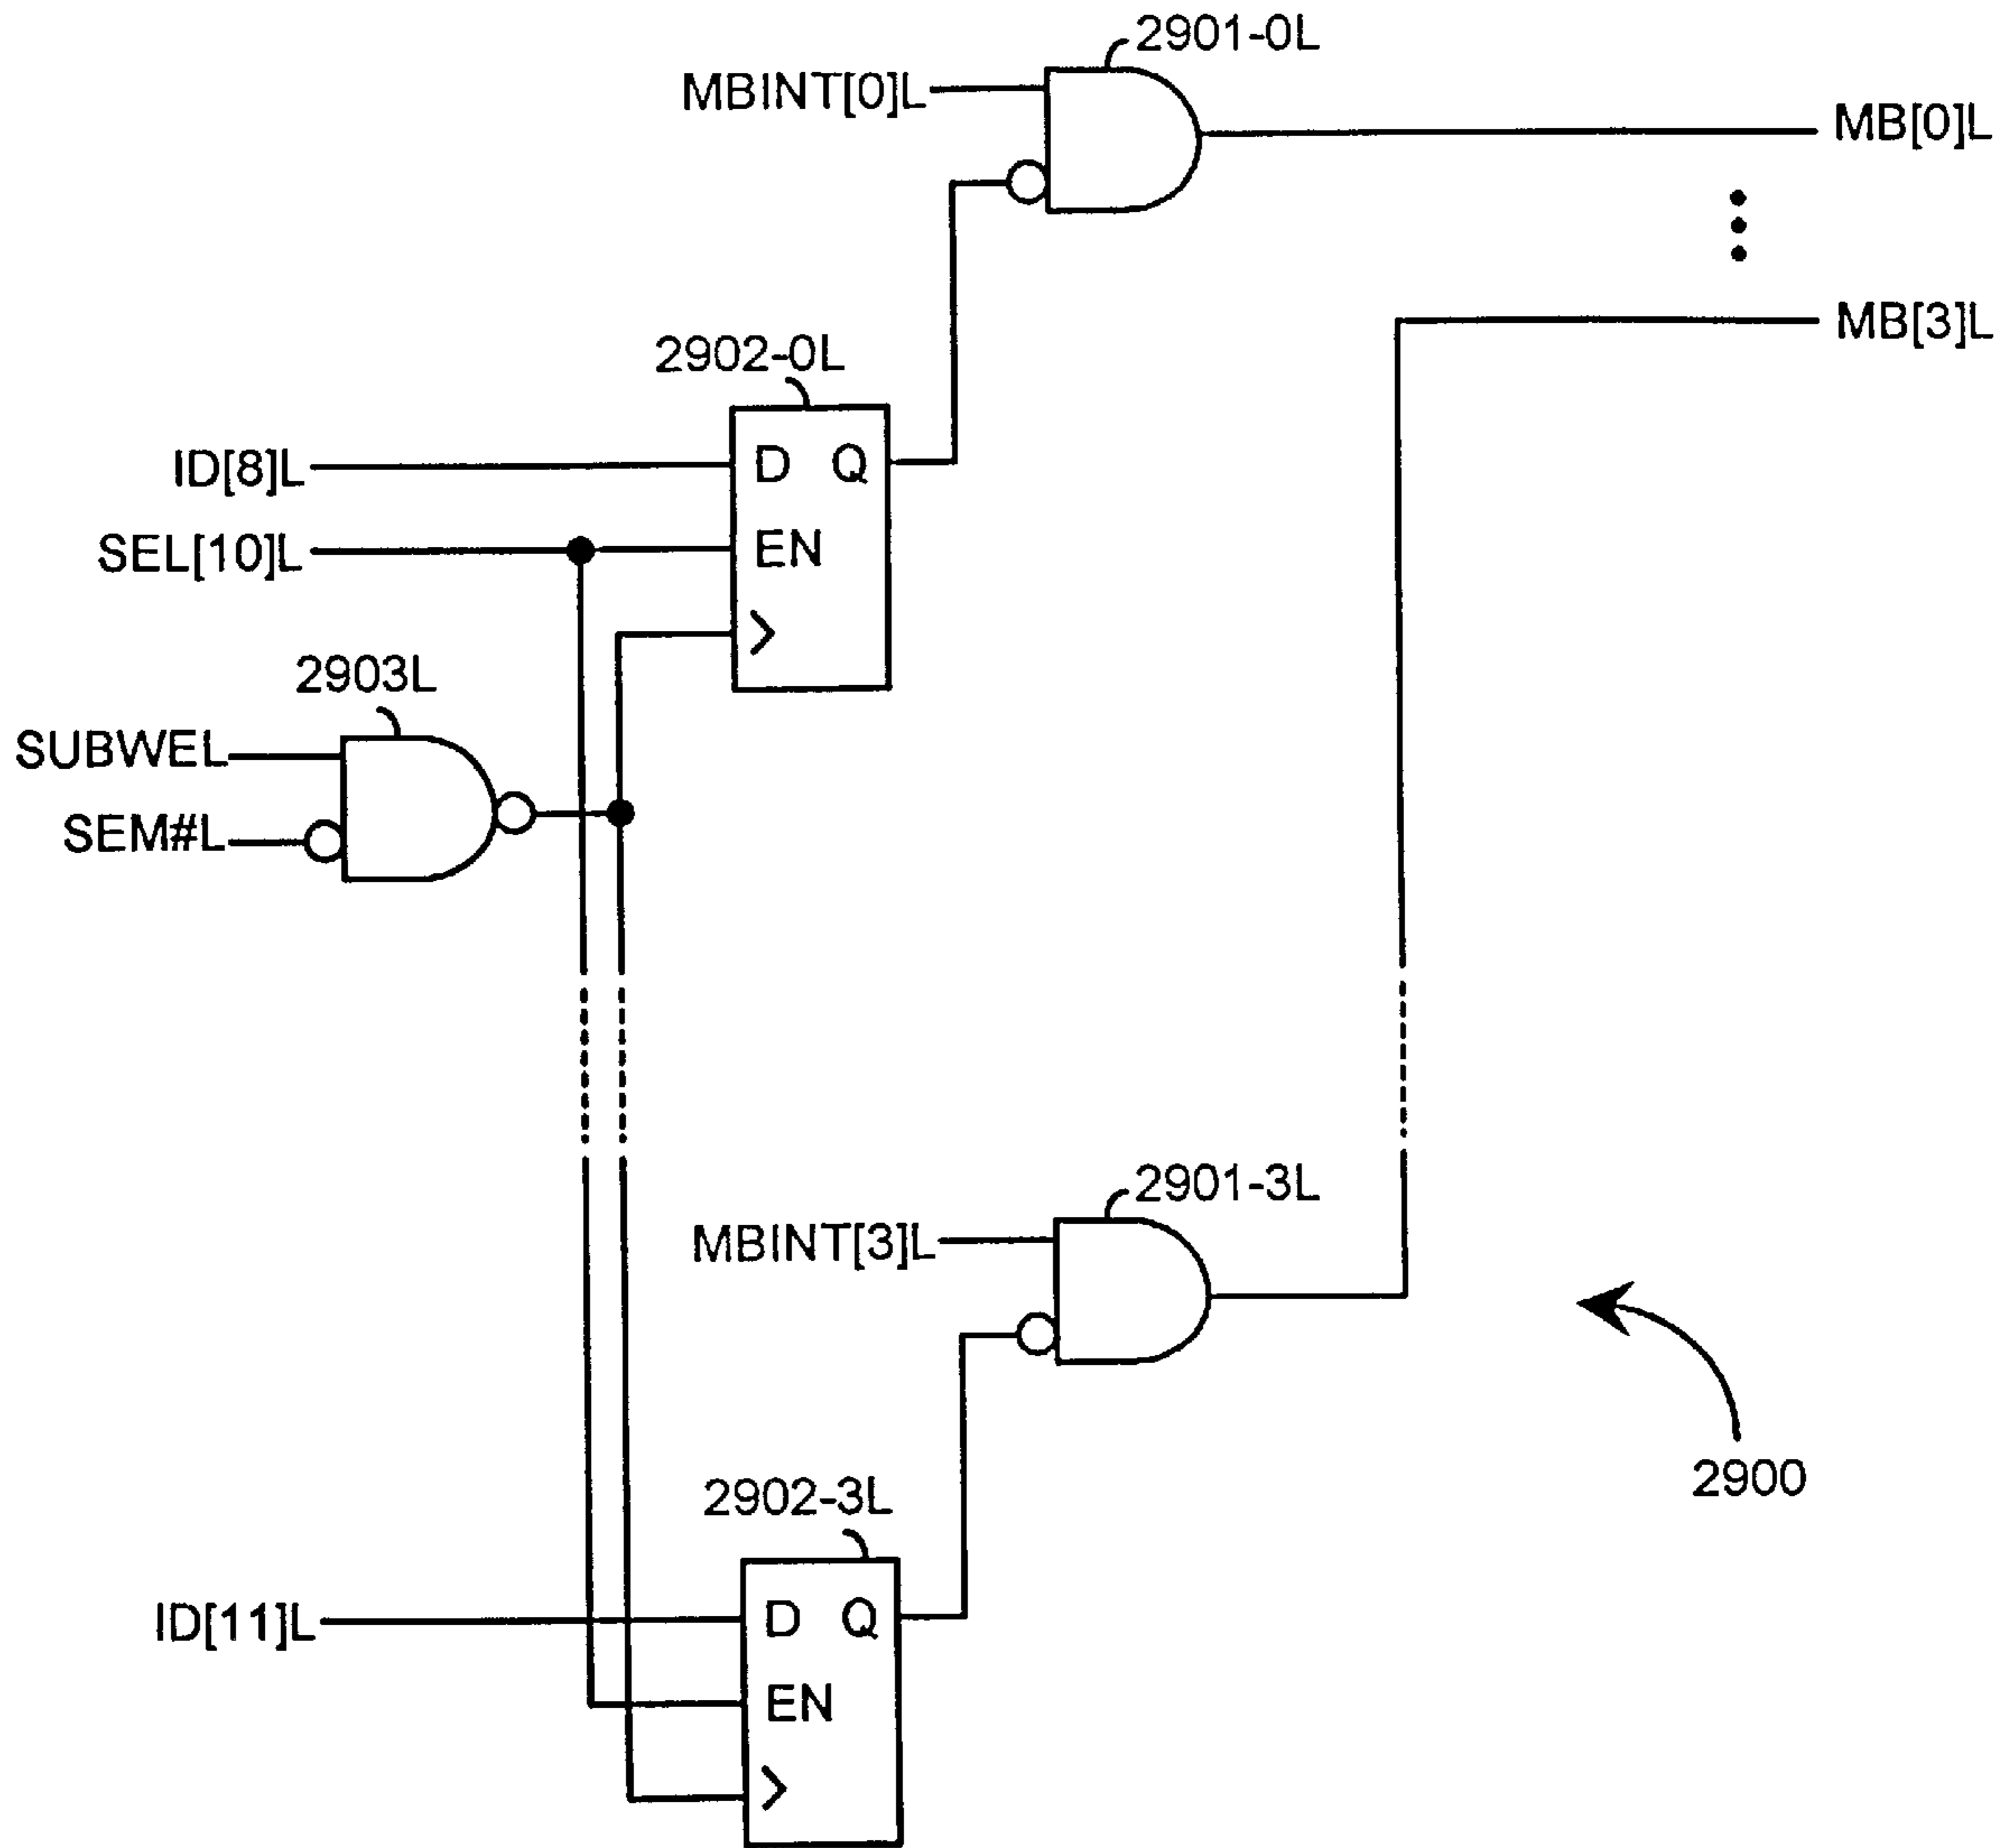 2901-0L
MBINT[0]L
MB[0]L
MB[3]L
2902-0L
ID[8]L
D Q
SEL[10]L
EN
2903L
SUBWEL
SEM#L
2901-3L
MBINT[3]L
2900
2902-3L
ID[11]L
D Q
EN